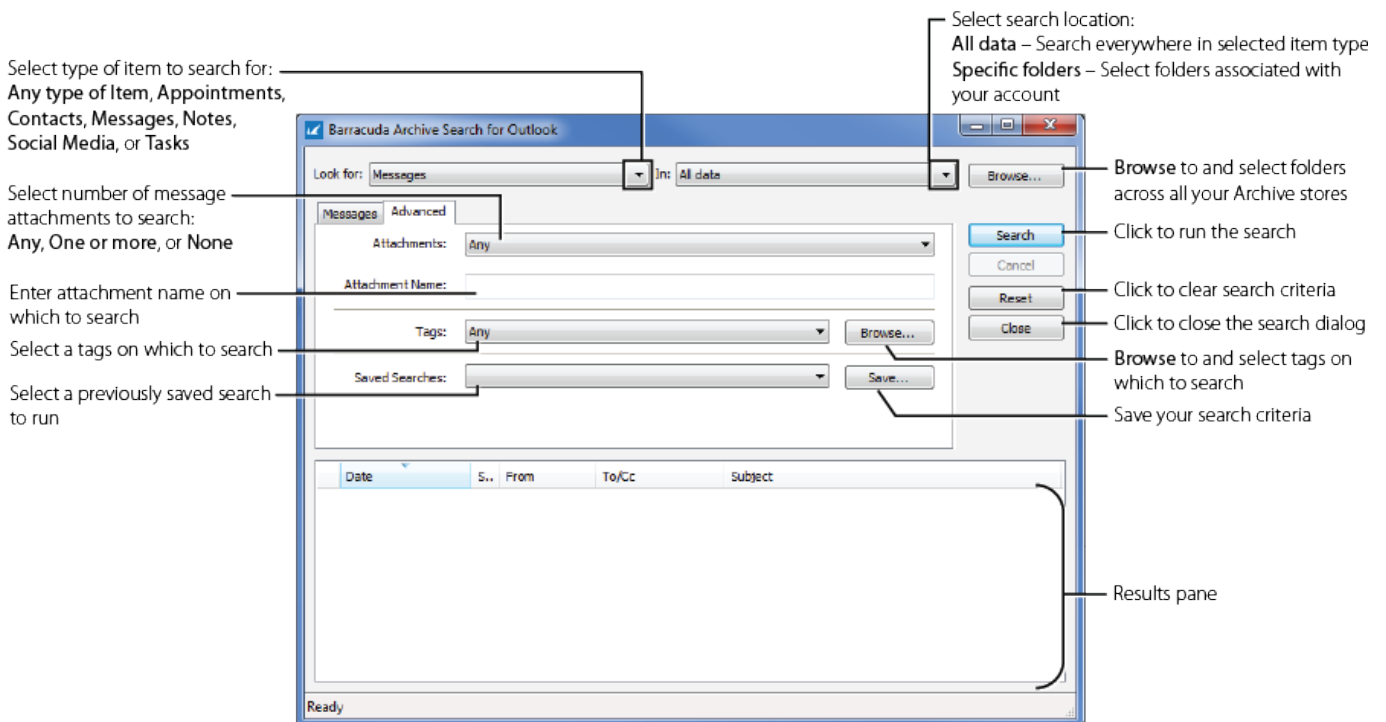 Select search location:
All data – Search everywhere in selected item type
Specific folders – Select folders associated with
your account
Select type of item to search for:
Any type of Item, Appointments,
Contacts, Messages, Notes,
Social Media, or Tasks
Select number of message
attachments to search:
Any, One or more, or None
Enter attachment name on
which to search
Select a tags on which to search
Select a previously saved search
to run
Barracuda Archive Search for Outlook
Look for: Messages In: All data Browse...
Messages Advanced
Attachments: Any
Search
Cancel
Attachment Name:
Reset
Tags: Any Browse... Close
Saved Searches: Save...
Date S.. From To/Cc Subject
Ready
Browse to and select folders
across all your Archive stores
Click to run the search
Click to clear search criteria
Click to close the search dialog
Browse to and select tags on
which to search
Save your search criteria
Results pane